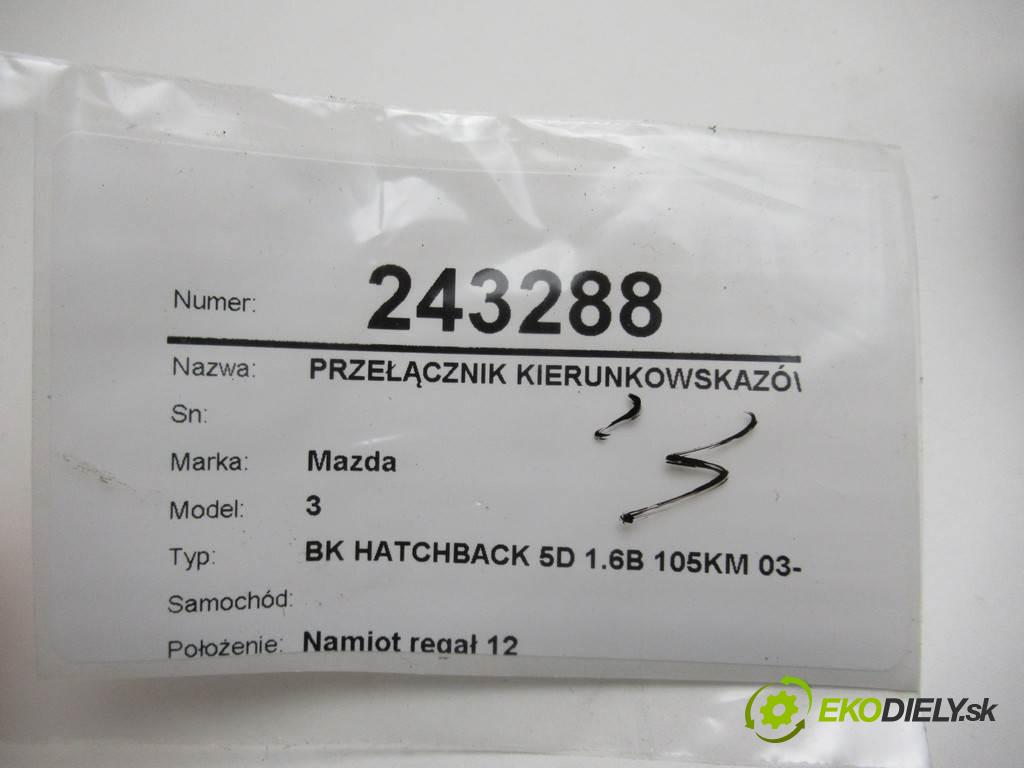 Numer: 243288
Nazwa: PRZEŁĄCZNIK KIERUNKOWSKAZÓ
Sn:
Marka: Mazda
Model: 3
Typ: BK HATCHBACK 5D 1.6B 105KM 03-
Samochód:
Położenie: Namiot regał 12
EKODIELY.sk